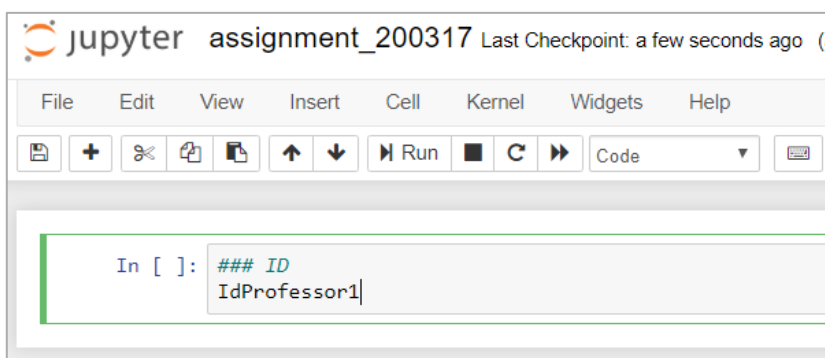 jupyter assignment_200317 Last Checkpoint: a few seconds ago (
File Edit View Insert Cell Kernel Widgets Help
Run Code
In [ ]: ### ID
IdProfessor1